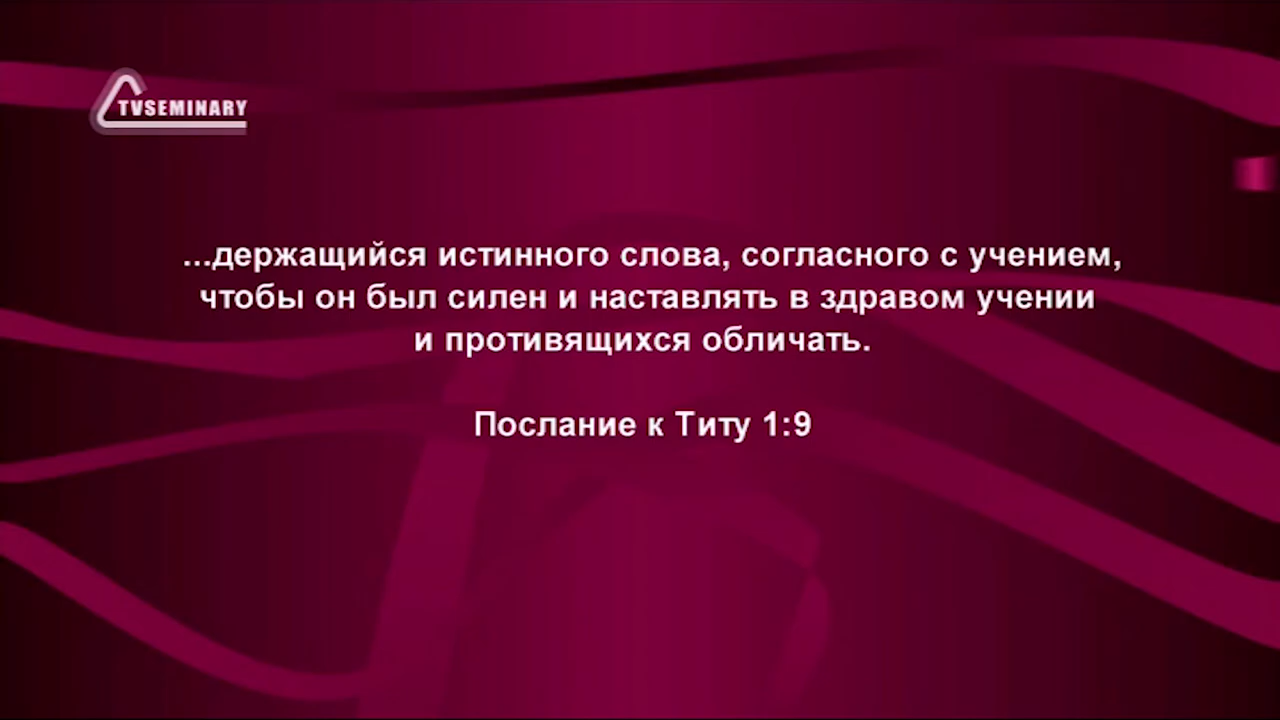 TVSEMINARY
...держащийся истинного слова, согласного с учением,
чтобы он был силен и наставлять в здравом учении
и противящихся обличать.
Послание к Титу 1:9